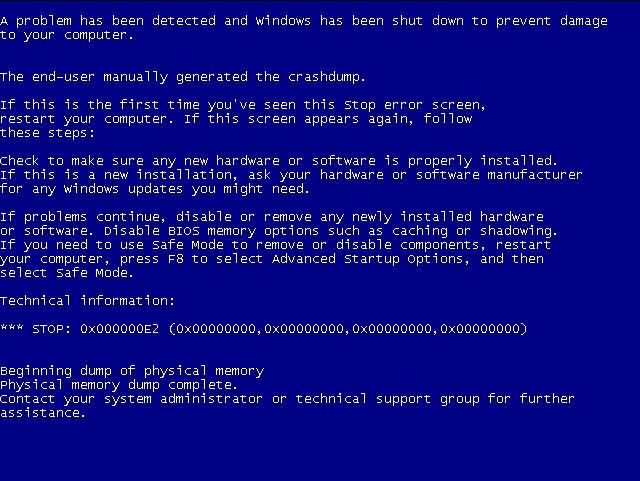 A problem has been detected and Windows has been shut down to prevent damage
to your computer.
The end-user manually generated the crashdump.
If this is the first time you've seen this Stop error screen,
restart your computer. If this screen appears again, follow
these steps:
Check to make sure any new hardware or software is properly installed.
If this is a new installation, ask your hardware or software manufacturer
for any Windows updates you might need.
If problems continue, disable or remove any newly installed hardware
or software. Disable BIOS memory options such as caching or shadowing.
If you need to use Safe Mode to remove or disable components, restart
your computer, press F8 to select Advanced Startup Options, and then
select Safe Mode.
Technical information:
*** STOP: 0x000000E2 (0x00000000,0x00000000,0x00000000,0x00000000)
Beginning dump of physical memory
Physical memory dump complete.
Contact your system administrator or technical support group for further
assistance.